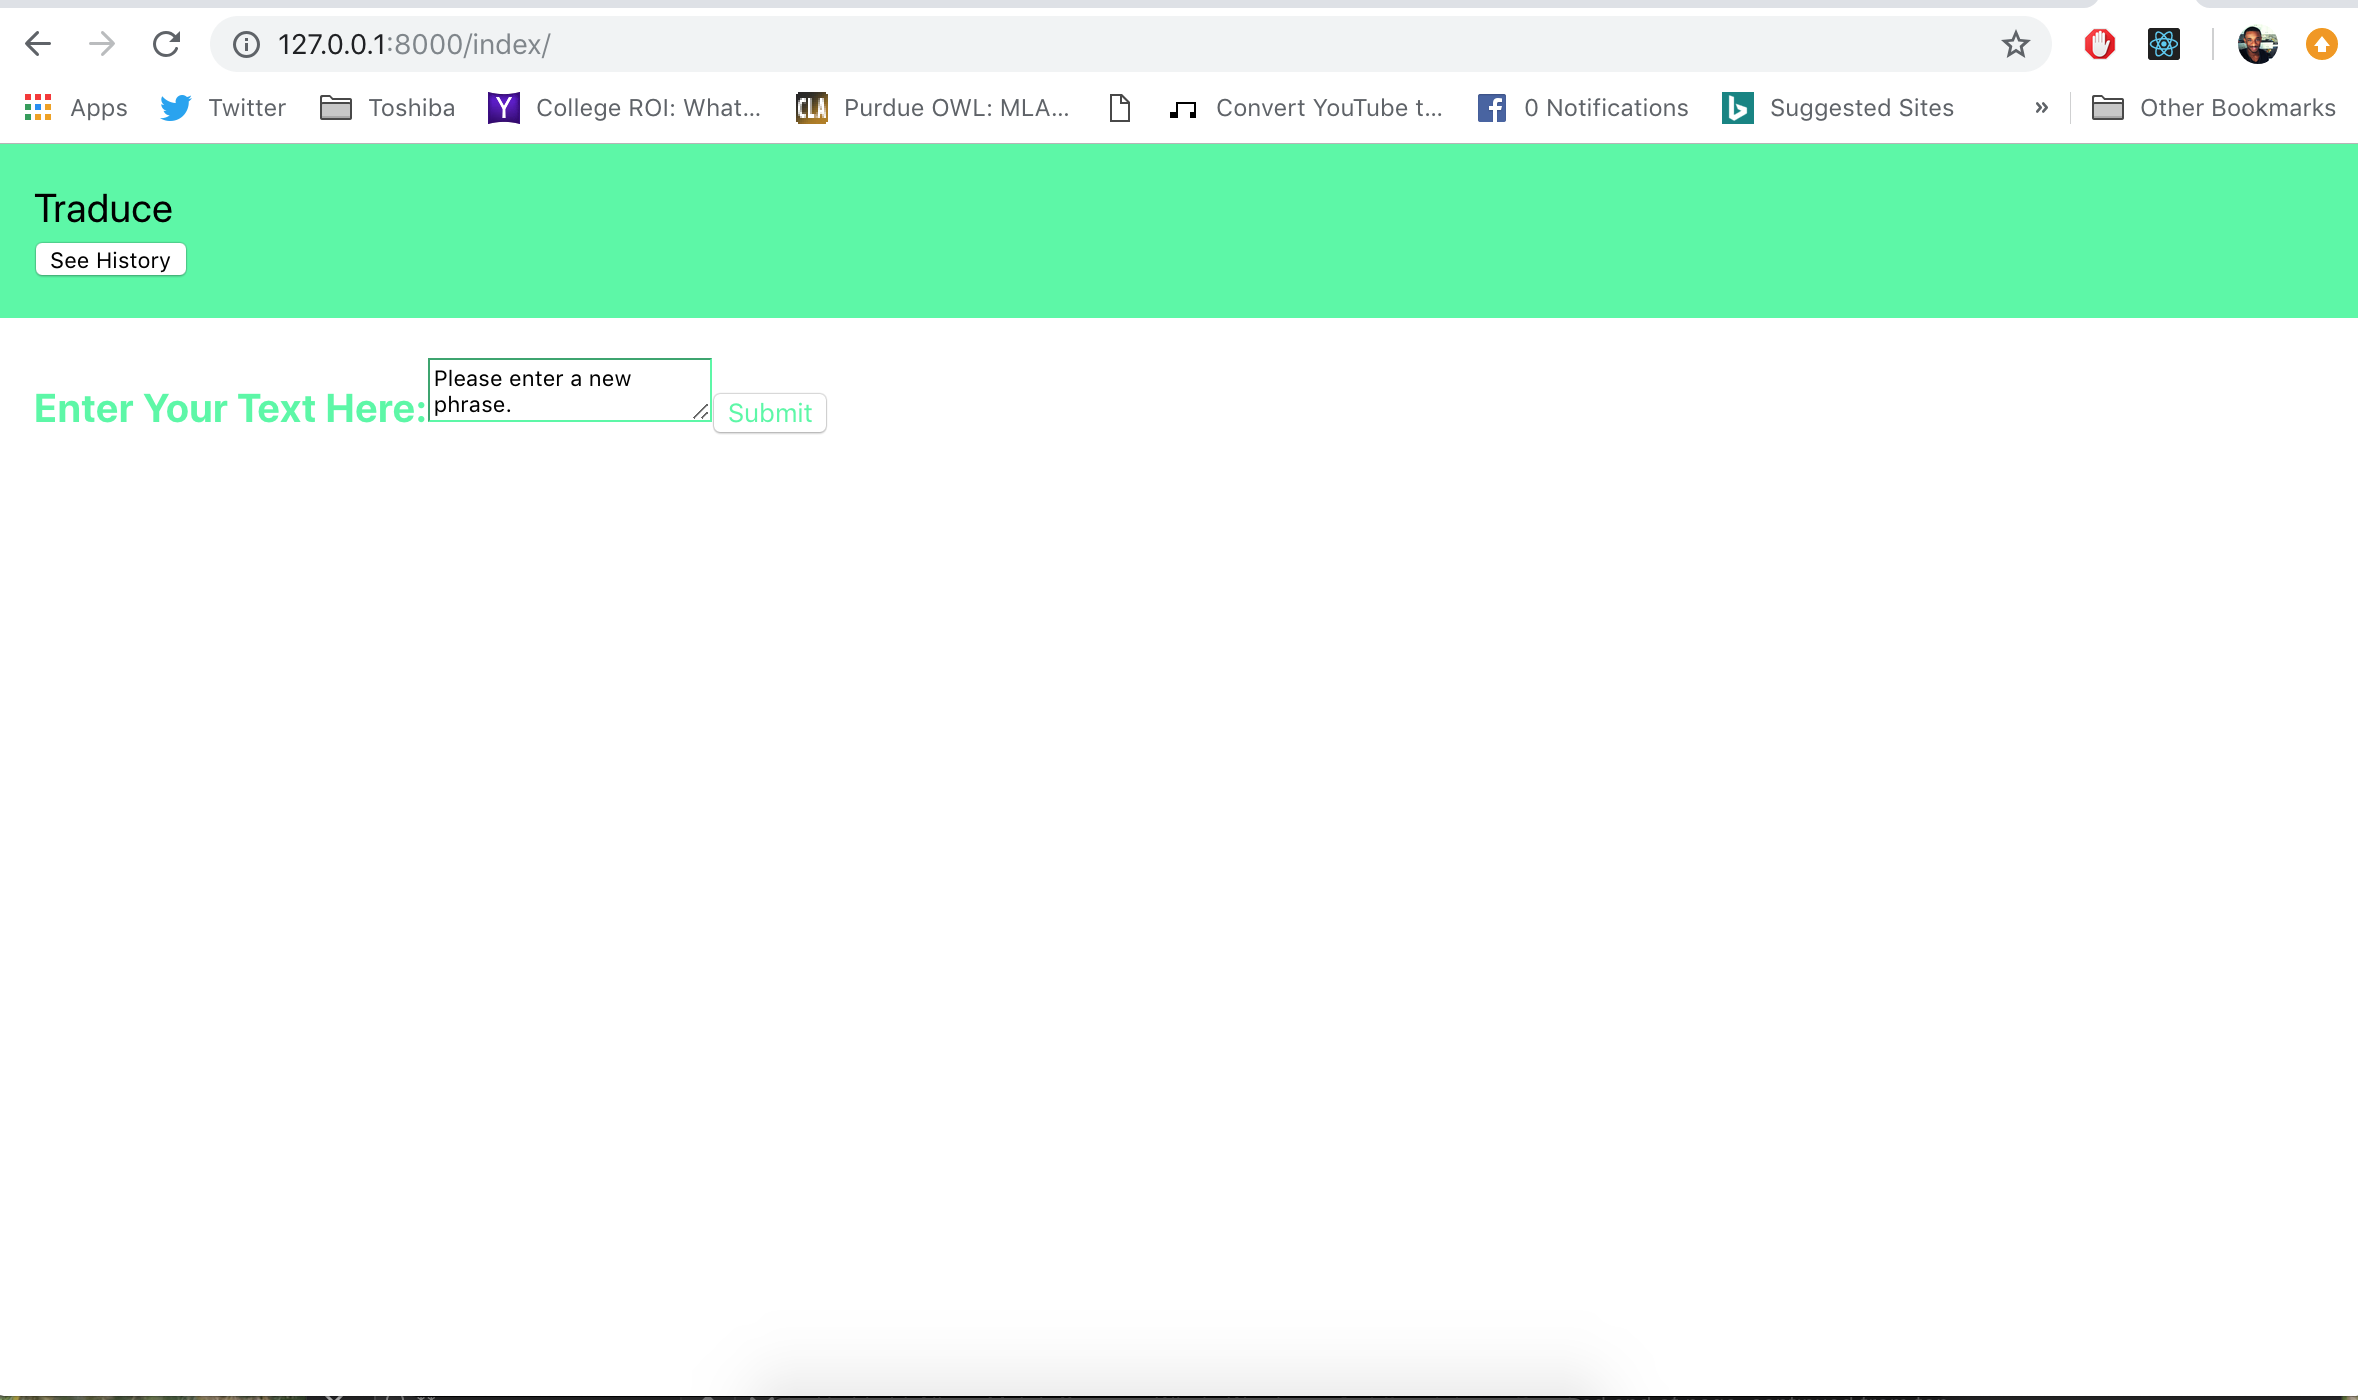 127.0.0.1:8000/index/
Apps Twitter Toshiba College ROI: What... CLA Purdue OWL: MLA... Convert YouTube t... 0 Notifications Suggested Sites » Other Bookmarks
Traduce
See History
Enter Your Text Here:
Please enter a new
phrase.
Submit